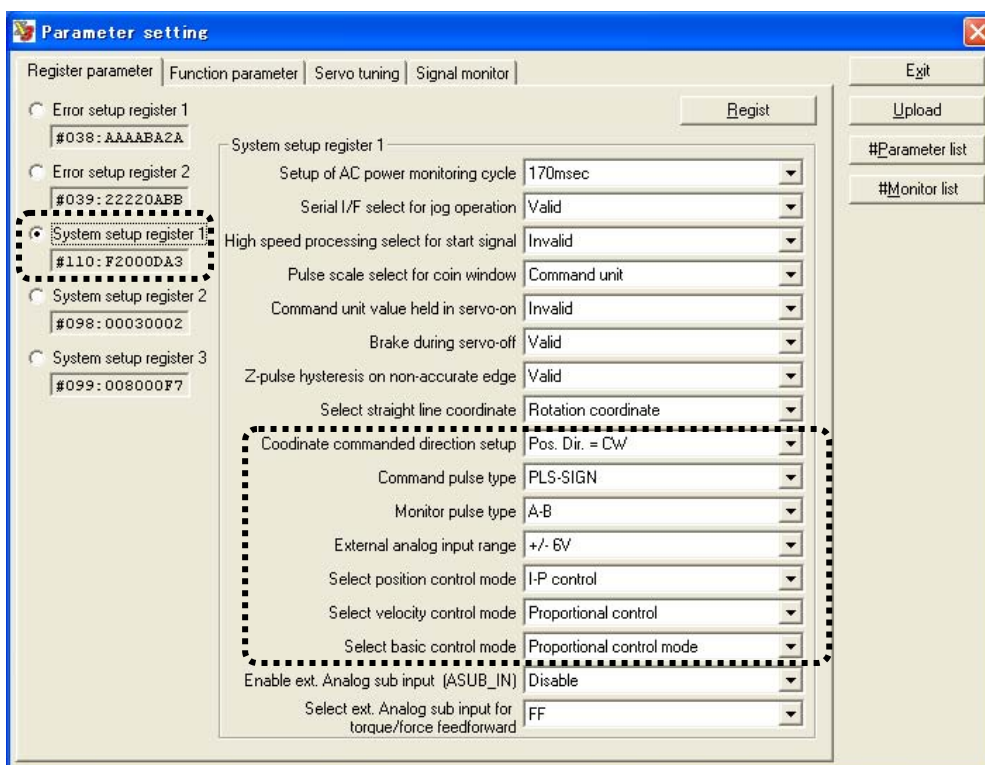 Parameter setting
Register parameter Function parameter Servo tuning Signal monitor
Exit
Upload
#Parameter list
#Monitor list
Error setup register 1
#038:AAAABA2A
Error setup register 2
#039:22220ABB
System setup register 1
#110:F2000DA3
System setup register 2
#098:00030002
System setup register 3
#099:008000F7
Regist
System setup register 1
Setup of AC power monitoring cycle 170msec
Serial I/F select for jog operation Valid
High speed processing select for start signal Invalid
Pulse scale select for coin window Command unit
Command unit value held in servo-on Invalid
Brake during servo-off Valid
Z-pulse hysteresis on non-accurate edge Valid
Select straight line coordinate Rotation coordinate
Coodinate commanded direction setup Pos. Dir. = CW
Command pulse type PLS-SIGN
Monitor pulse type A-B
External analog input range +/- 6V
Select position control mode I-P control
Select velocity control mode Proportional control
Select basic control mode Proportional control mode
Enable ext. Analog sub input (ASUB_IN) Disable
Select ext. Analog sub input for
torque/force feedforward FF